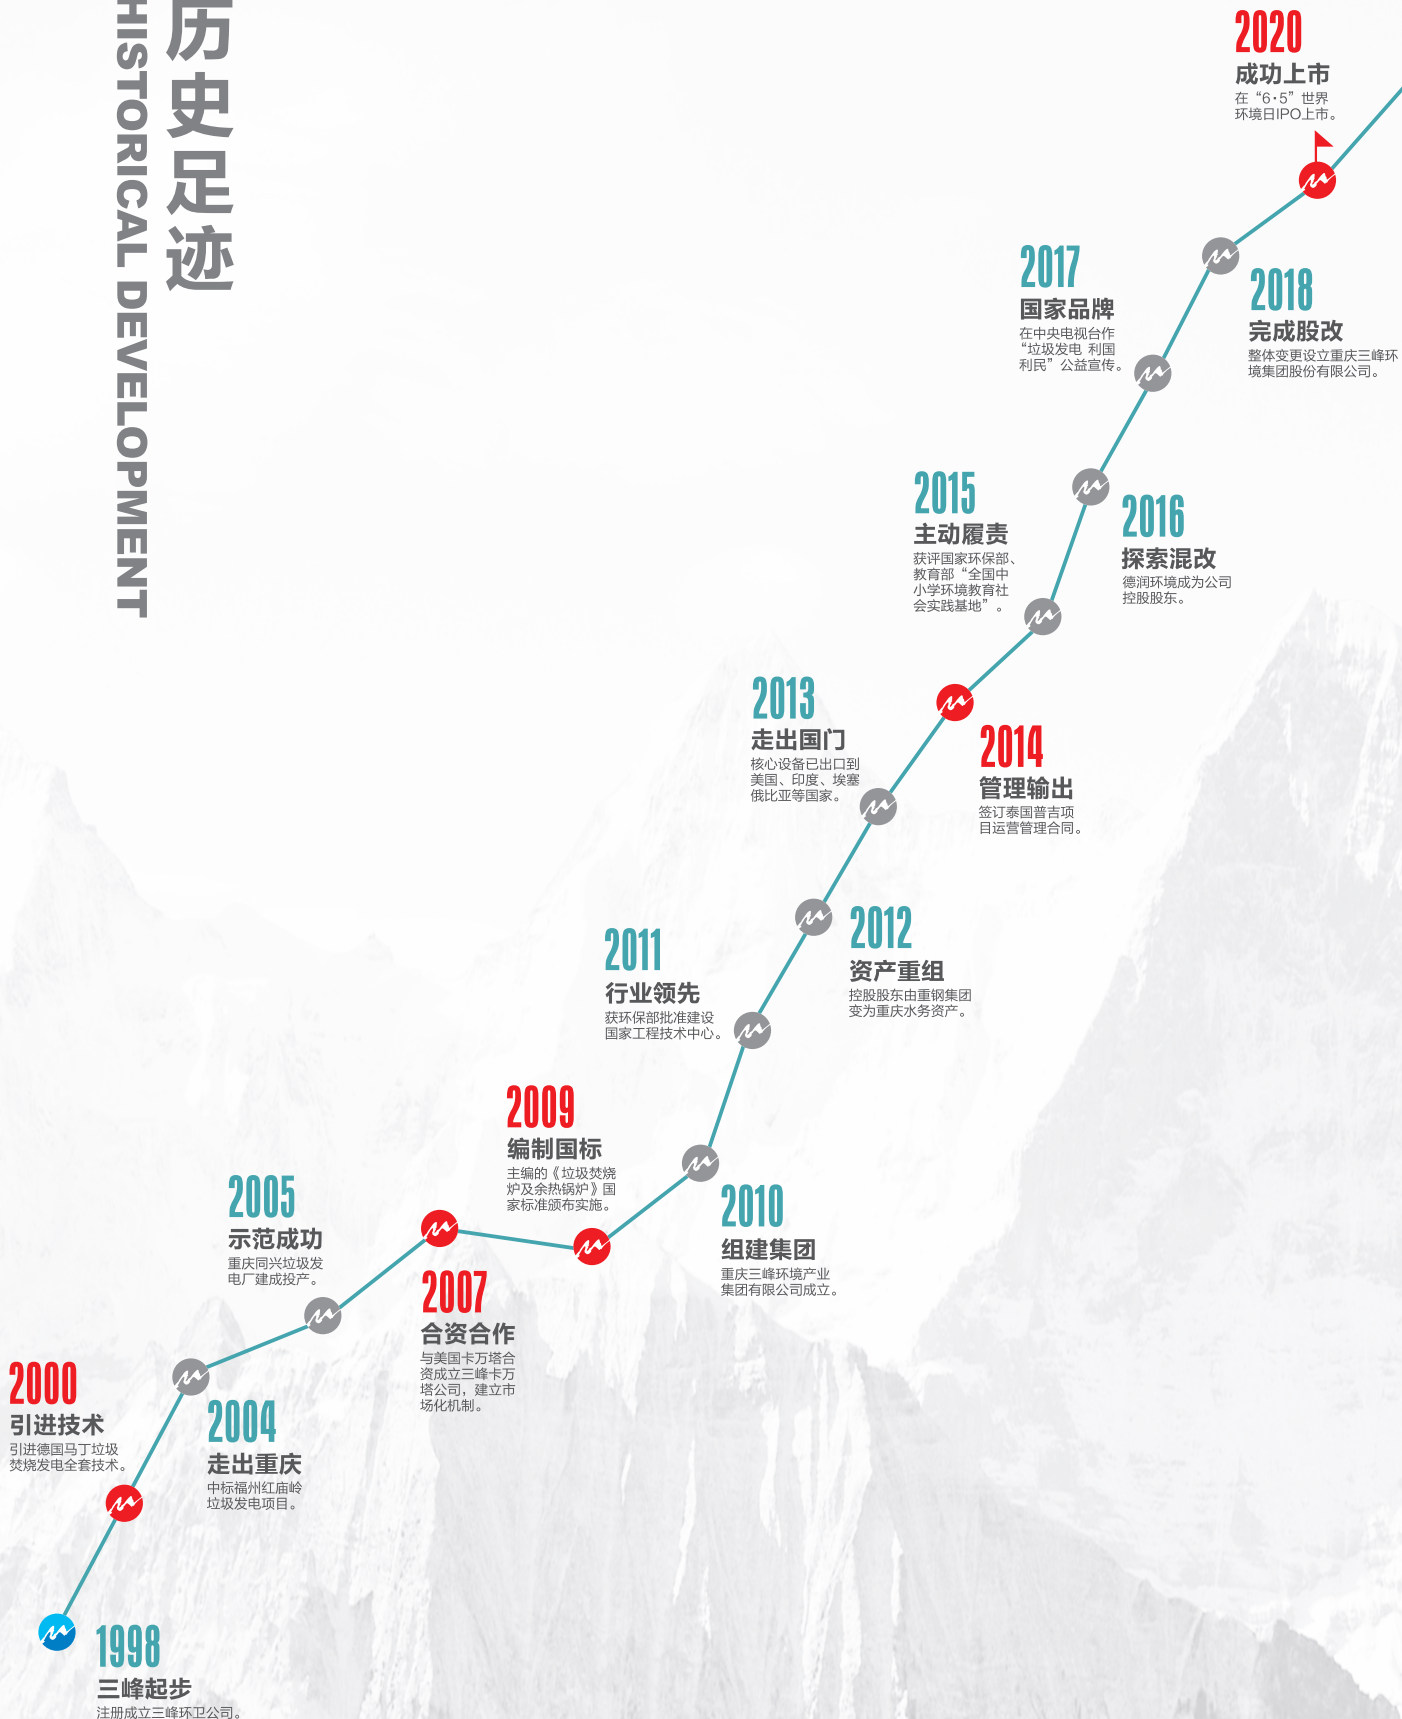 历史足迹
HISTORICAL DEVELOPMENT
2020
成功上市
在“6·5”世界
环境日IPO上市。
2018
完成股改
整体变更设立重庆三峰环
境集团股份有限公司。
2017
国家品牌
在中央电视台作
“垃圾发电 利国
利民”公益宣传。
2016
探索混改
德润环境成为公司
控股股东。
2015
主动履责
获评国家环保部、
教育部“全国中
小学环境教育社
会实践基地”。
2014
管理输出
签订泰国普吉项
目运营管理合同。
2013
走出国门
核心设备已出口到
美国、印度、埃塞
俄比亚等国家。
2012
资产重组
控股股东由重钢集团
变为重庆水务资产。
2011
行业领先
获环保部批准建设
国家工程技术中心。
2010
组建集团
重庆三峰环境产业
集团有限公司成立。
2009
编制国标
主编的《垃圾焚烧
炉及余热锅炉》国
家标准颁布实施。
2007
合资合作
与美国卡万塔合
资成立三峰卡万
塔公司，建立市
场化机制。
2005
示范成功
重庆同兴垃圾发
电厂建成投产。
2004
走出重庆
中标福州红庙岭
垃圾发电项目。
2000
引进技术
引进德国马丁垃圾
焚烧发电全套技术。
1998
三峰起步
注册成立三峰环卫公司。